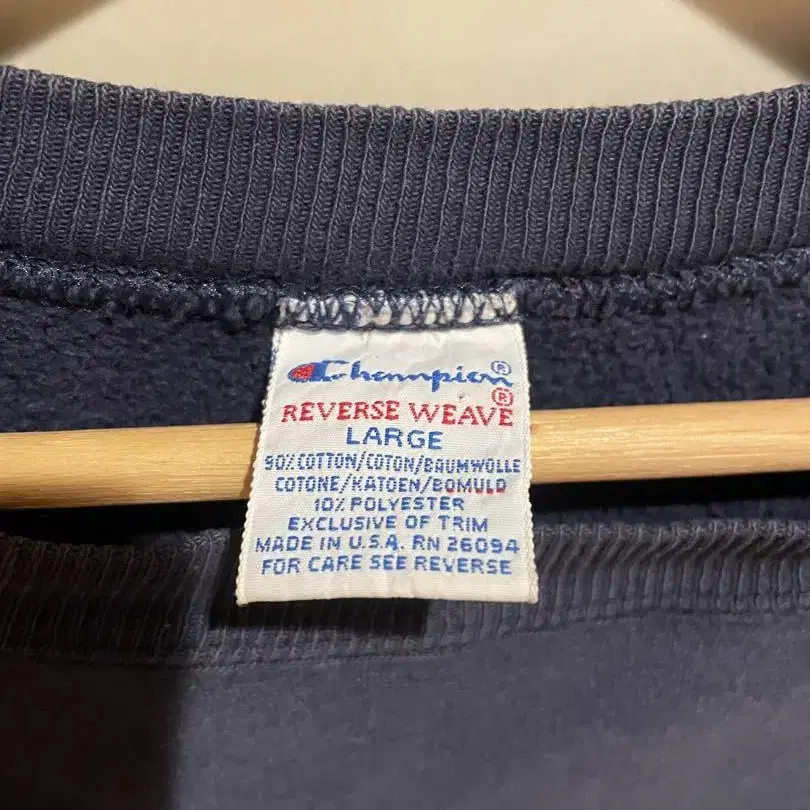 Champion®
REVERSE WEAVE®
LARGE
90% COTTON/COTON/BAUMWOLLE
COTONE/KATOEN/BOMULD
10% POLYESTER
EXCLUSIVE OF TRIM
MADE IN U.S.A. RN 26094
FOR CARE SEE REVERSE